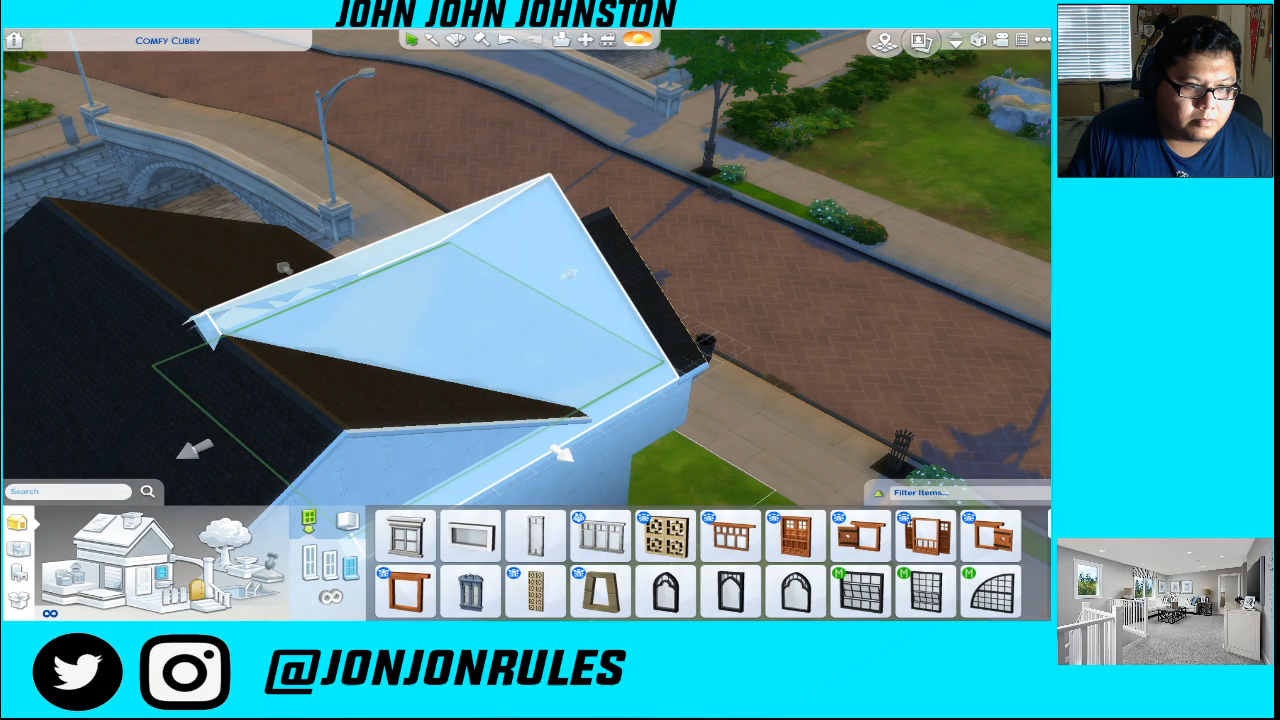 JOHN JOHN JOHNSTON
COMFY CUBBY
Search
Filter Items...
M
M
M
@JONJONRULES